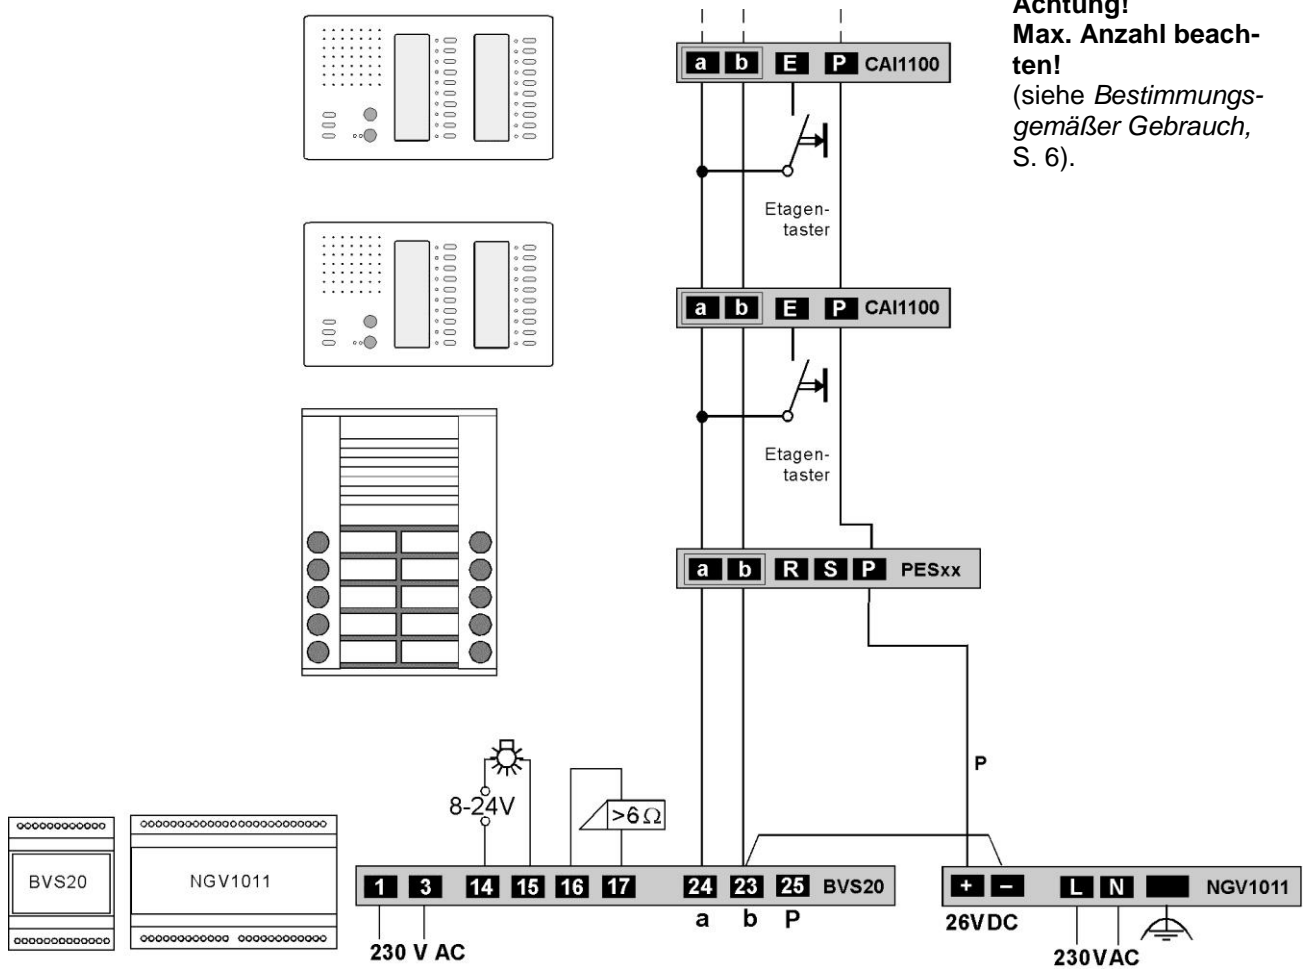 Achtung!
Max. Anzahl beach-
ten!
(siehe Bestimmungs-
gemäßer Gebrauch,
S. 6).
a b E P CAI1100
Etagen-
taster
a b E P CAI1100
Etagen-
taster
a b R S P PESxx
P
8-24V
>6 Ω
BVS20
NGV1011
1 3 14 15 16 17 24 23 25 BVS20
a b P
230 V AC
+ − L N NGV1011
26VDC
230VAC